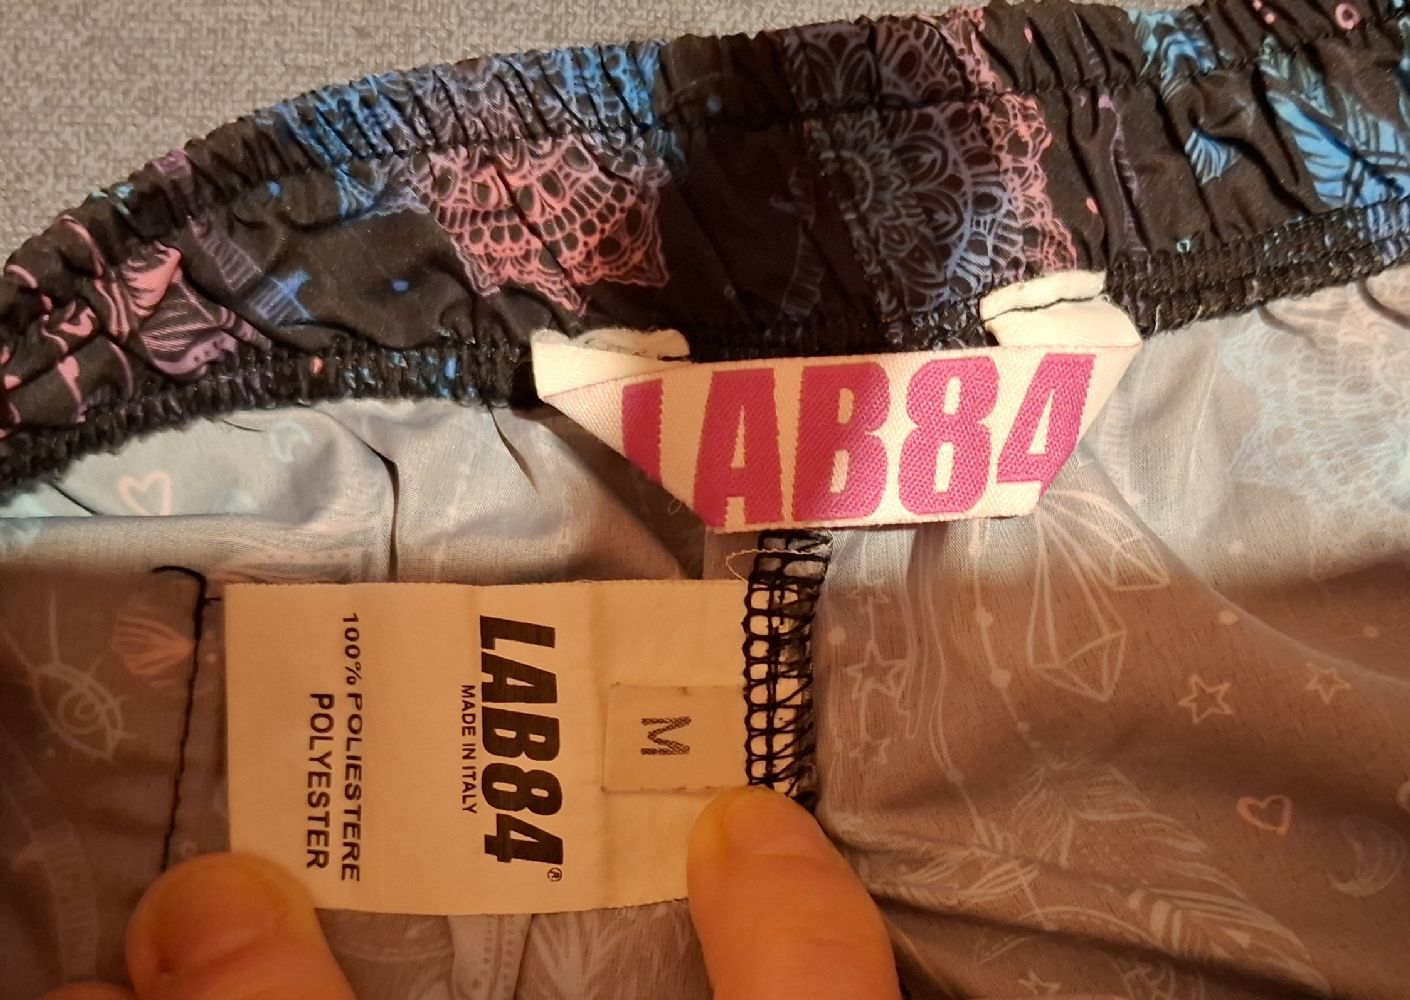 LAB84
LAB84®
MADE IN ITALY
100% POLIESTERE
POLYESTER
M